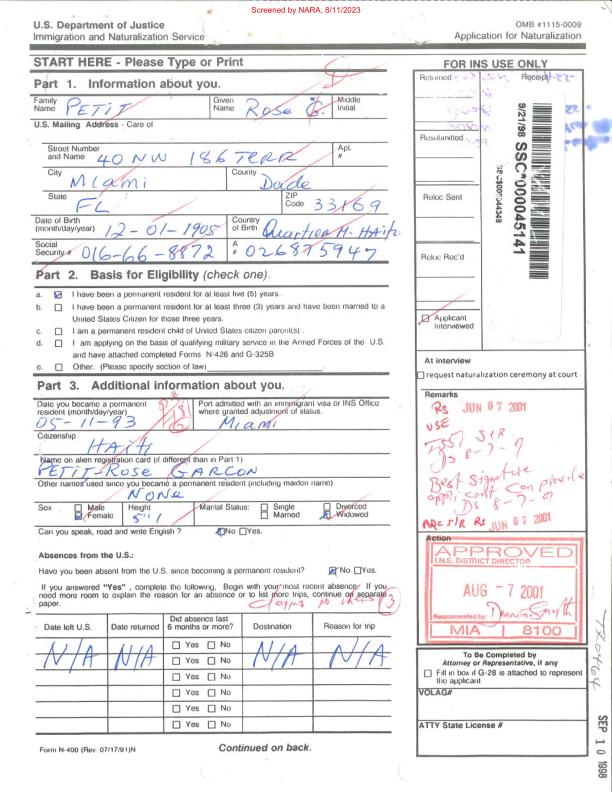 Screened by NARA, 8/11/2023
U.S. Department of Justice
Immigration and Naturalization Service
OMB #1115-0009
Application for Naturalization
START HERE - Please Type or Print
FOR INS USE ONLY
Part 1. Information about you.
Family Name PETIT Given Name Rose G. Middle Initial
U.S. Mailing Address - Care of
Street Number and Name 40 NW 186 TERR Apt. #
City Miami County Dade
State FL ZIP Code 33169
Date of Birth (month/day/year) 12-01-1905 Country of Birth Quartier M. Haiti
Social Security # 016-66-8872 A # 026875947
Part 2. Basis for Eligibility (check one).
a. I have been a permanent resident for at least five (5) years.
b. I have been a permanent resident for at least three (3) years and have been married to a
United States Citizen for those three years.
c. I am a permanent resident child of United States citizen parent(s).
d. I am applying on the basis of qualifying military service in the Armed Forces of the U.S.
and have attached completed Forms N-426 and G-325B
e. Other. (Please specify section of law)
Part 3. Additional information about you.
Date you became a permanent resident (month/day/year) 05-11-93
Port admitted with an immigrant visa or INS Office where granted adjustment of status. Miami
Citizenship
HAITI
Name on alien registration card (if different than in Part 1)
PETIT-Rose GARCON
Other names used since you became a permanent resident (including maiden name)
NONE
Sex Male Female Height 5'1" Marital Status: Single Married Divorced Widowed
Can you speak, read and write English? No Yes.
Absences from the U.S.:
Have you been absent from the U.S. since becoming a permanent resident? No Yes.
If you answered "Yes", complete the following, Begin with your most recent absence. If you
need more room to explain the reason for an absence or to list more trips, continue on separate
paper.
Date left U.S. Date returned Did absence last 6 months or more? Destination Reason for trip
N/A N/A Yes No N/A N/A
Yes No
Yes No
Yes No
Yes No
Yes No
Form N-400 (Rev. 07/17/91)N
Continued on back.
Returned
Receipt
9/21/98 SSC*000045141
SSC$000044349
Resubmitted
Reloc Sent
Reloc Rec'd
Applicant Interviewed
At interview
request naturalization ceremony at court
Remarks
Rs JUN 07 2001
USE
Best Signature
applicant can provide
Ds 8-7-01
Rs JUN 07 2001
Action
APPROVED
I.N.S. DISTRICT DIRECTOR
AUG - 7 2001
Recommended by: Dennis Smyth
MIA 8100
To Be Completed by
Attorney or Representative, if any
Fill in box if G-28 is attached to represent
the applicant
VOLAG#
ATTY State License #
SEP 10 1998